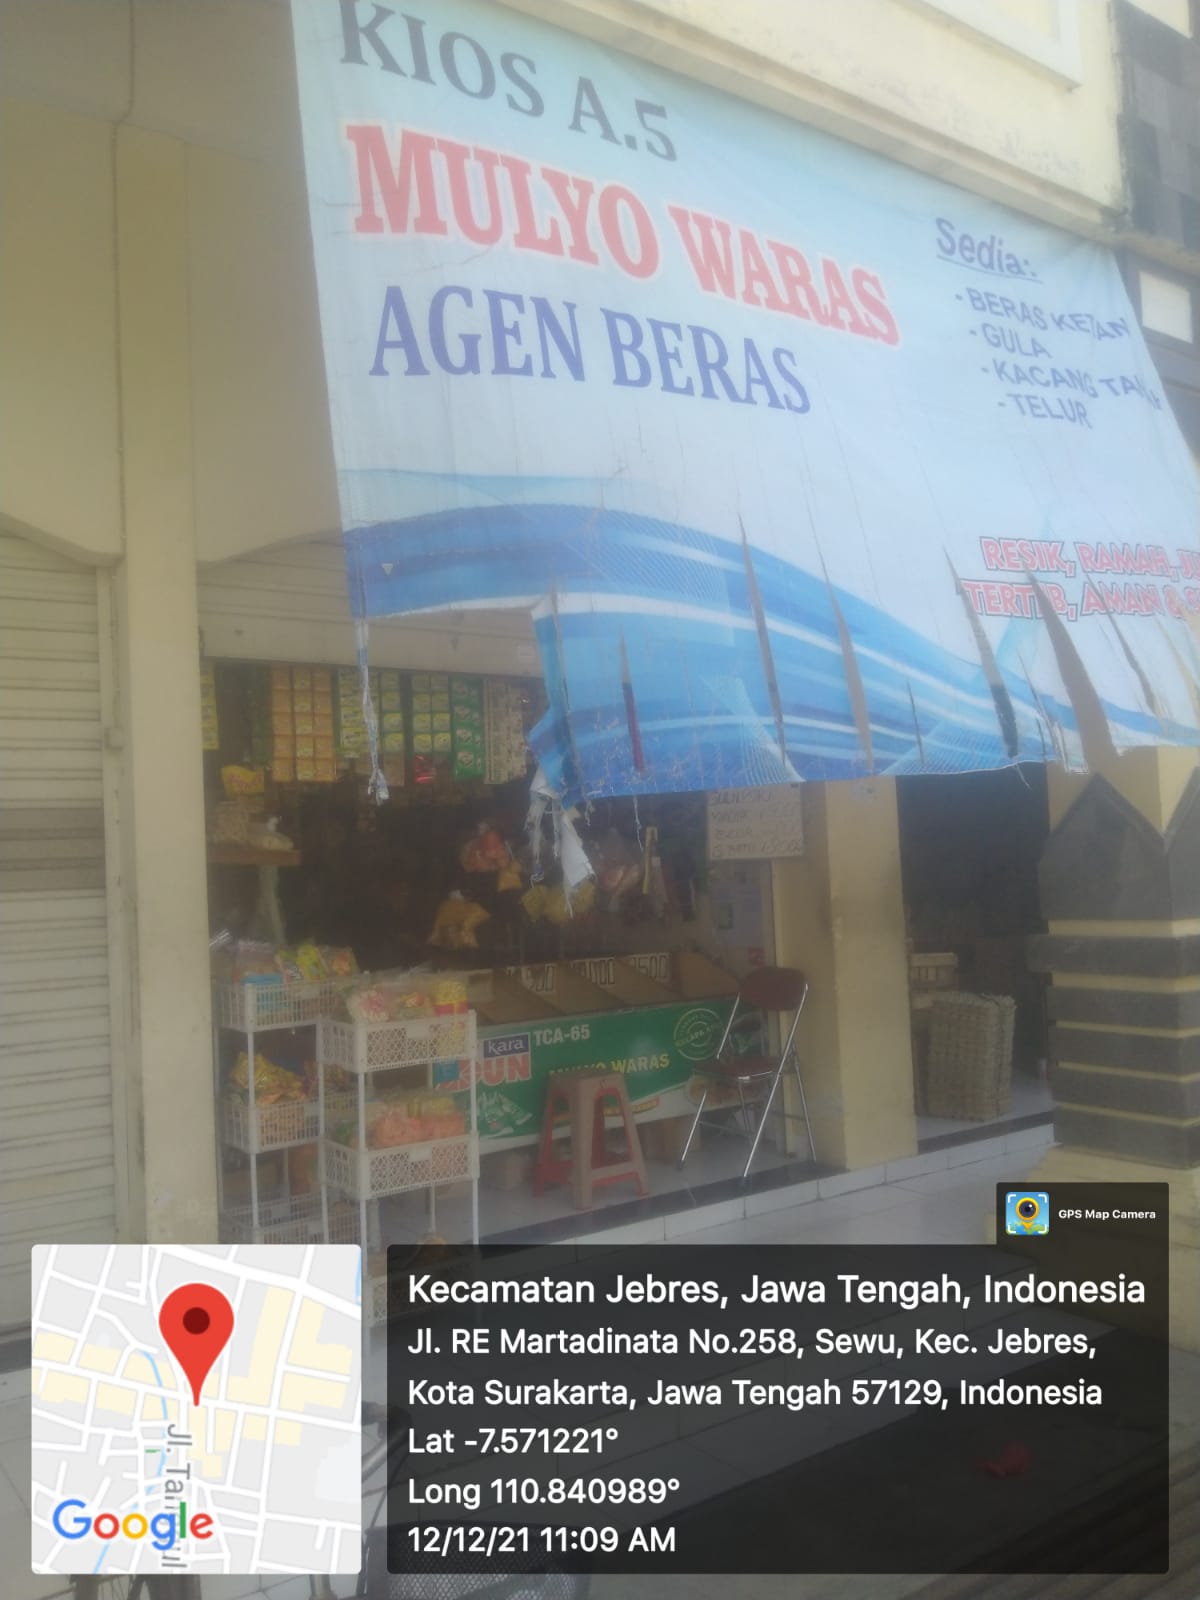 KIOS A.5
MULYO WARAS
AGEN BERAS
Sedia:
- BERAS KETAN
- GULA
- KACANG TANAH
- TELUR
RESIK, RAMAH,
TERTIB, AMAN &
kara
TCA-65
MULYO WARAS
GPS Map Camera
Kecamatan Jebres, Jawa Tengah, Indonesia
Jl. RE Martadinata No.258, Sewu, Kec. Jebres,
Kota Surakarta, Jawa Tengah 57129, Indonesia
Lat -7.571221°
Long 110.840989°
12/12/21 11:09 AM
Google